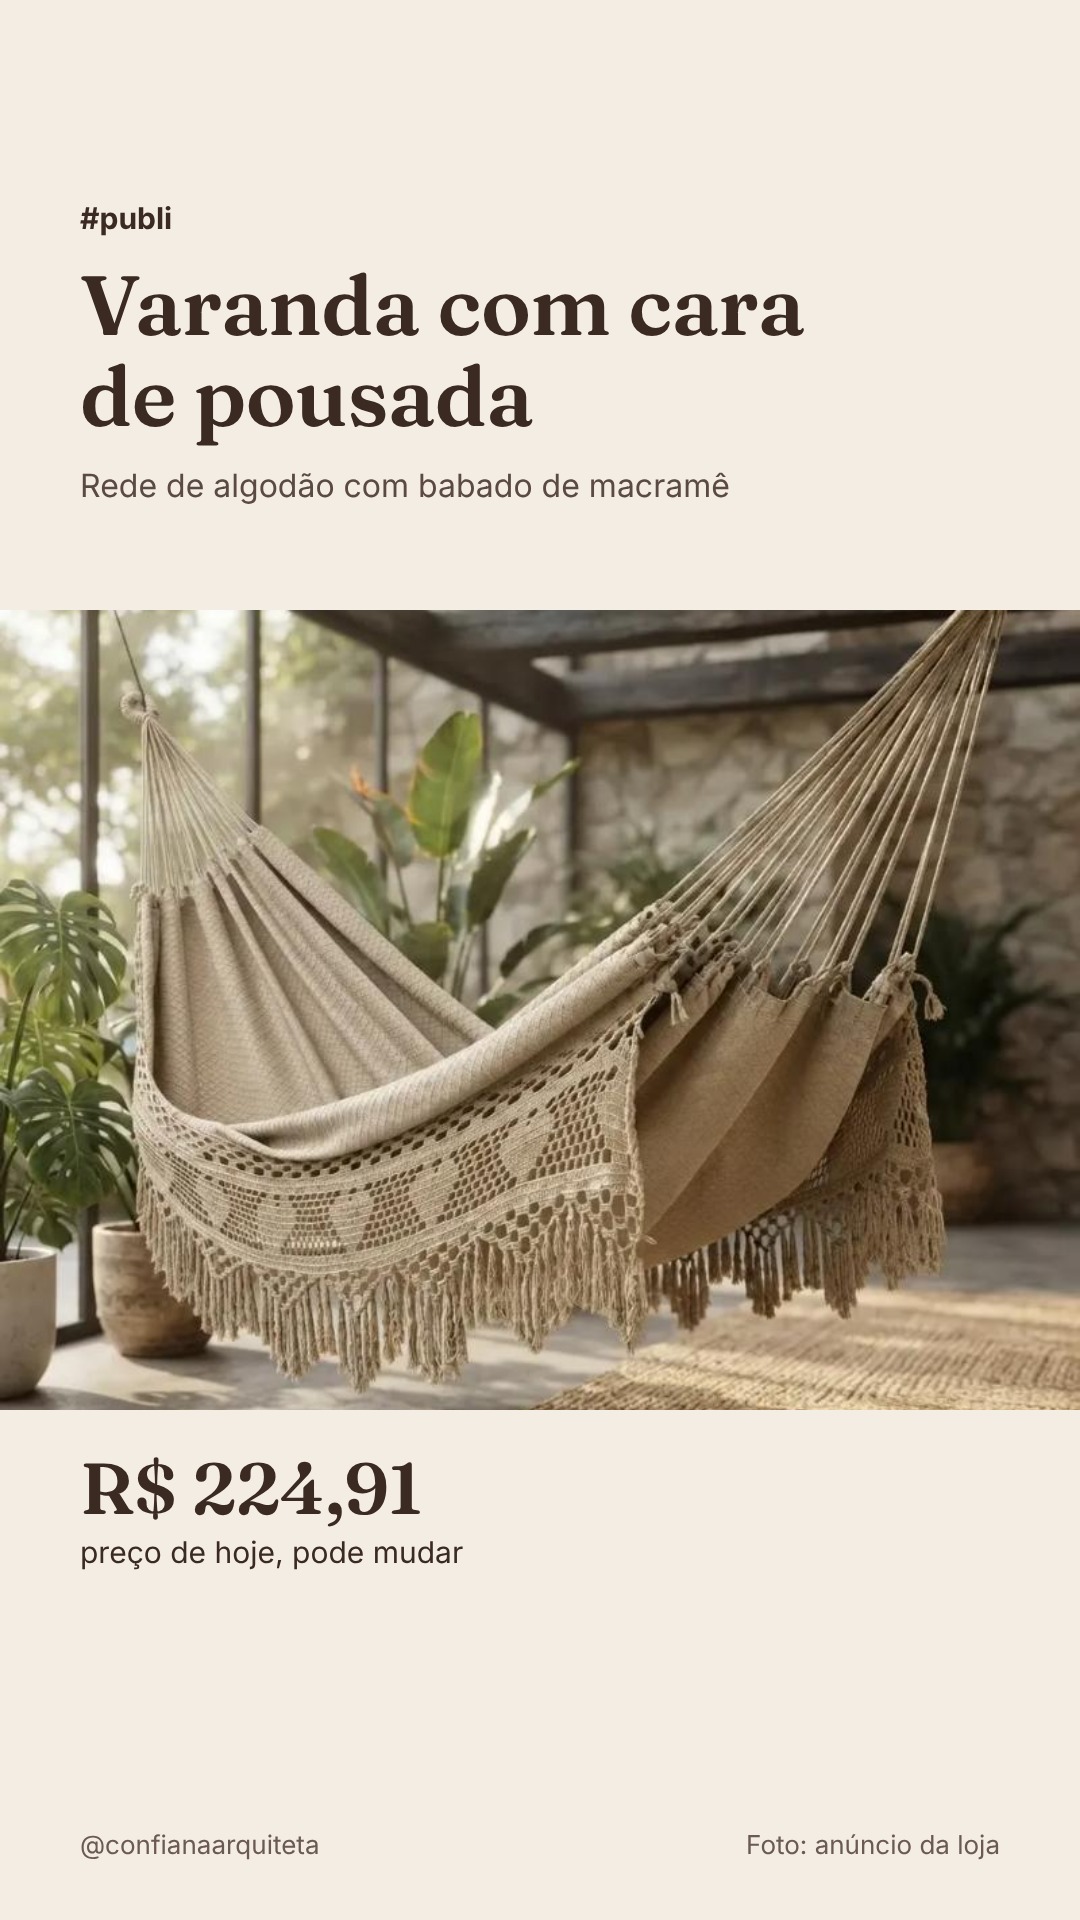 #publi
Varanda com cara
de pousada
Rede de algodão com babado de macramê
R$ 224,91
preço de hoje, pode mudar
@confianaarquiteta
Foto: anúncio da loja